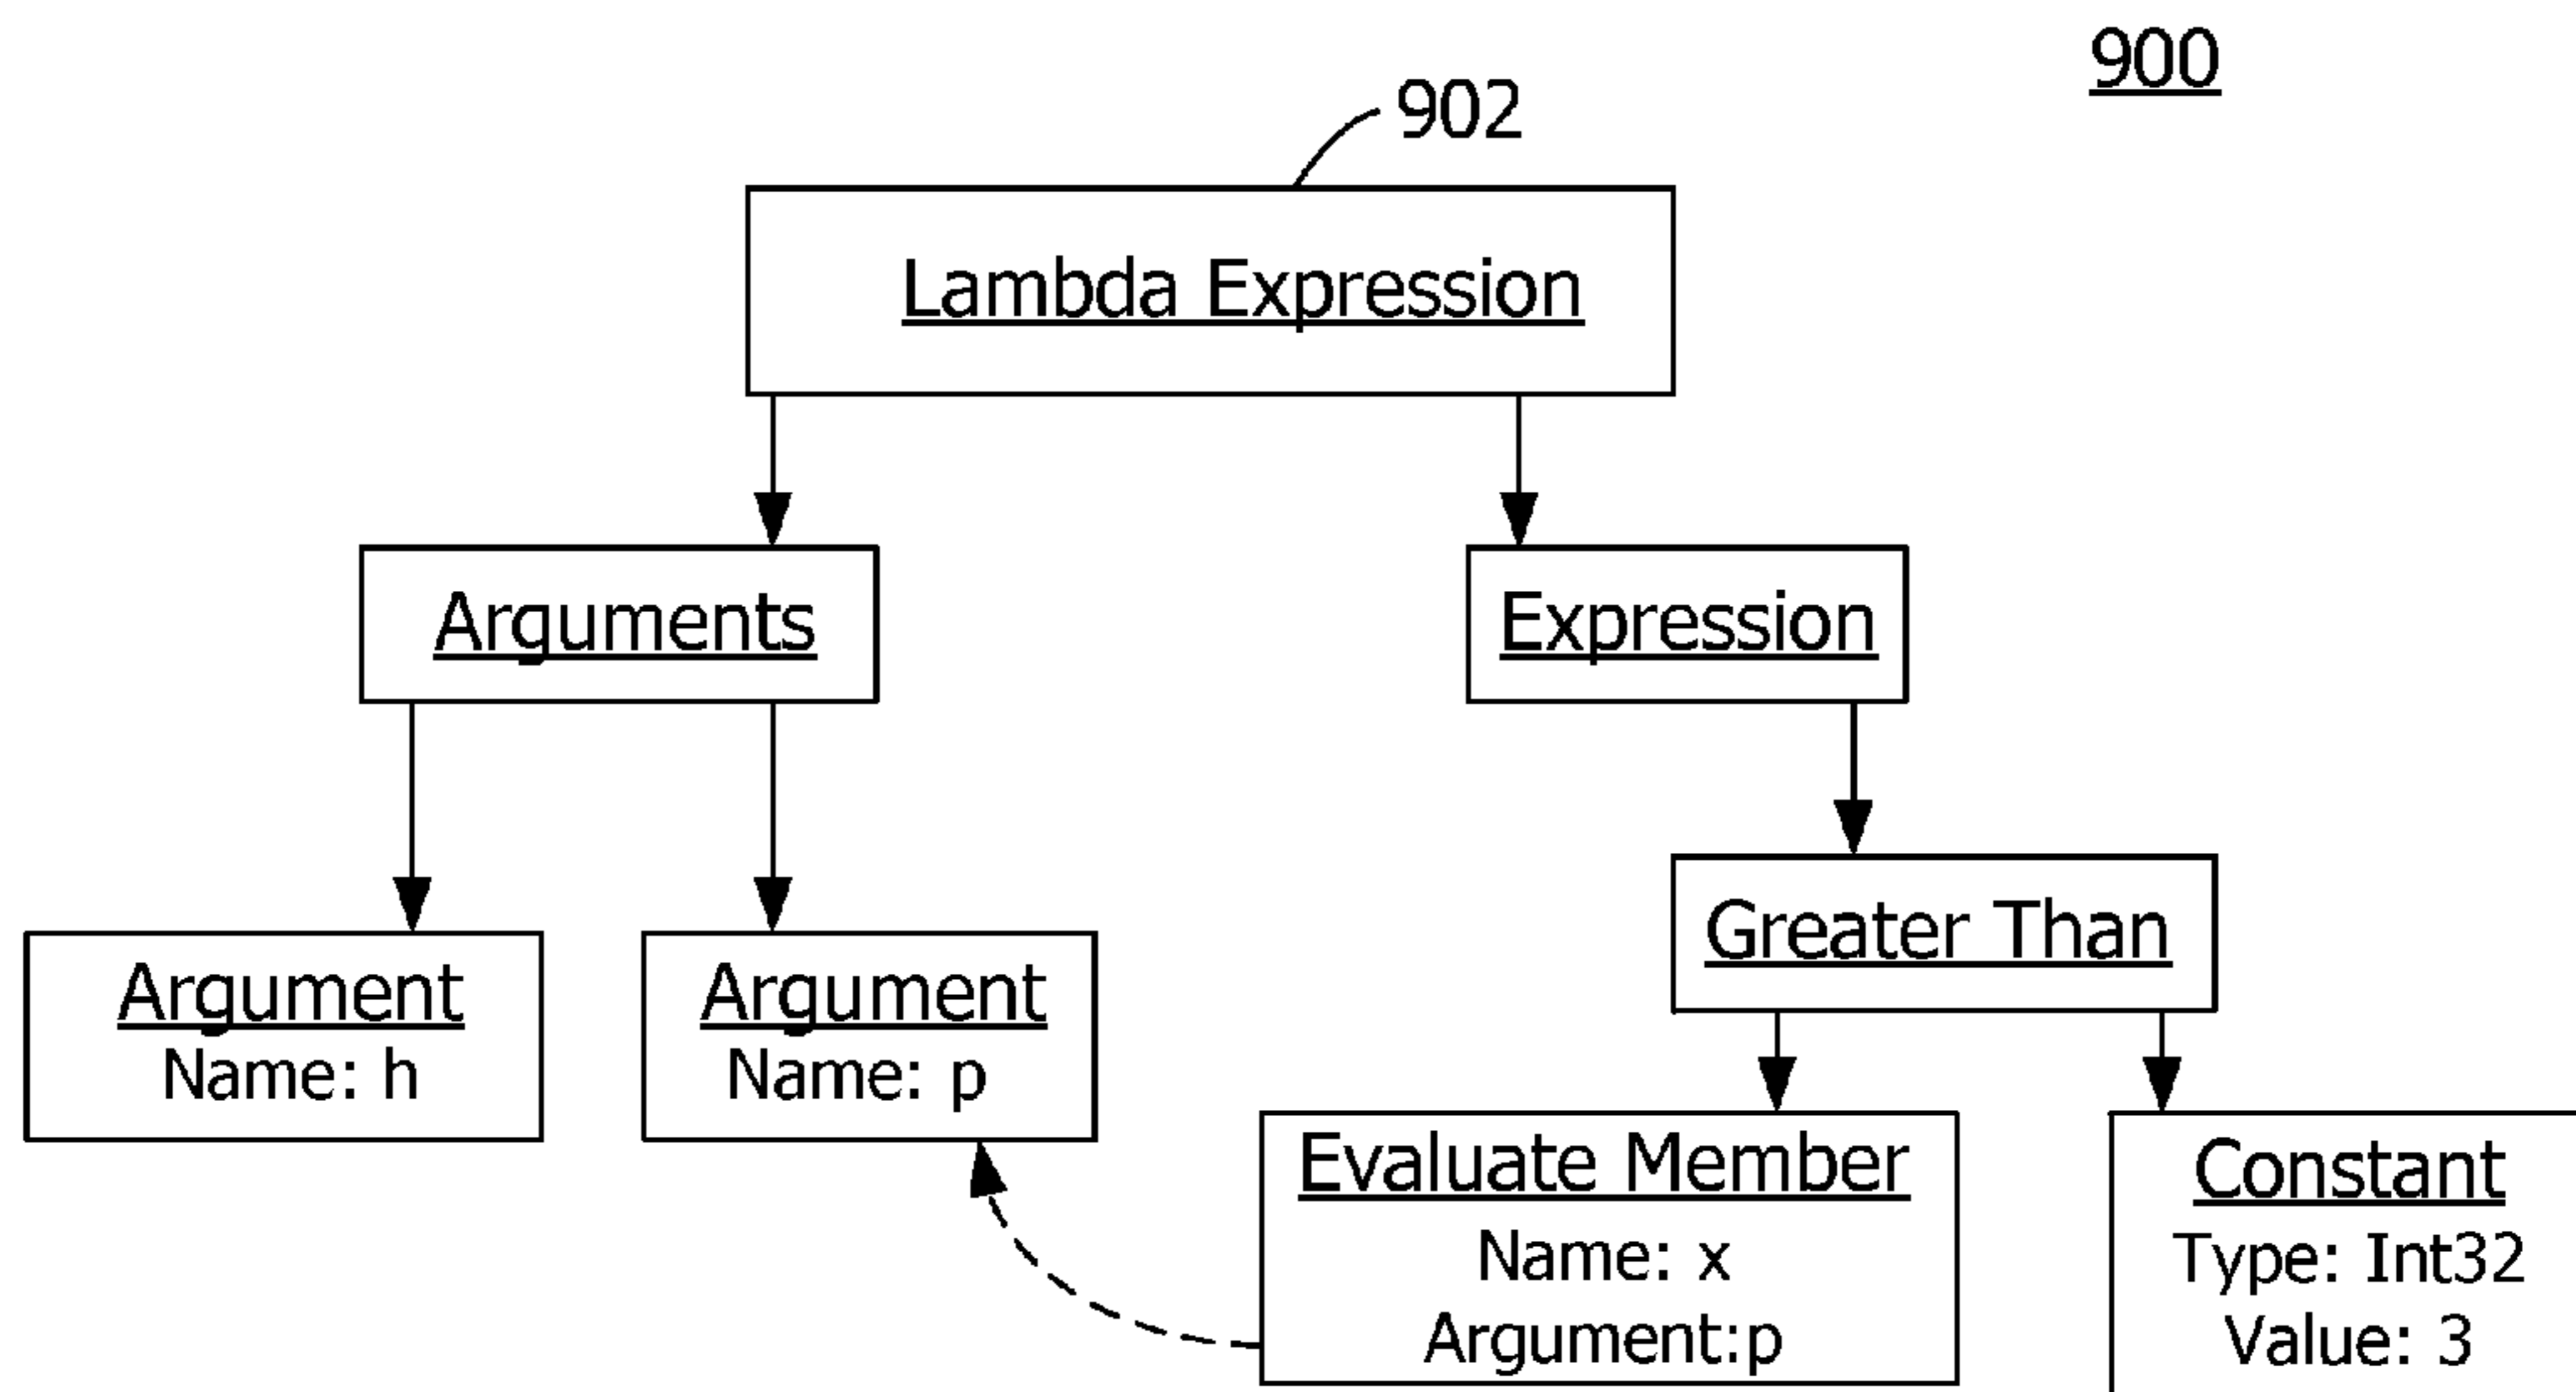 900
902
Lambda Expression
Arguments
Expression
Greater Than
Argument
Name: h
Argument
Name: p
Evaluate Member
Name: x
Argument:p
Constant
Type: Int32
Value: 3